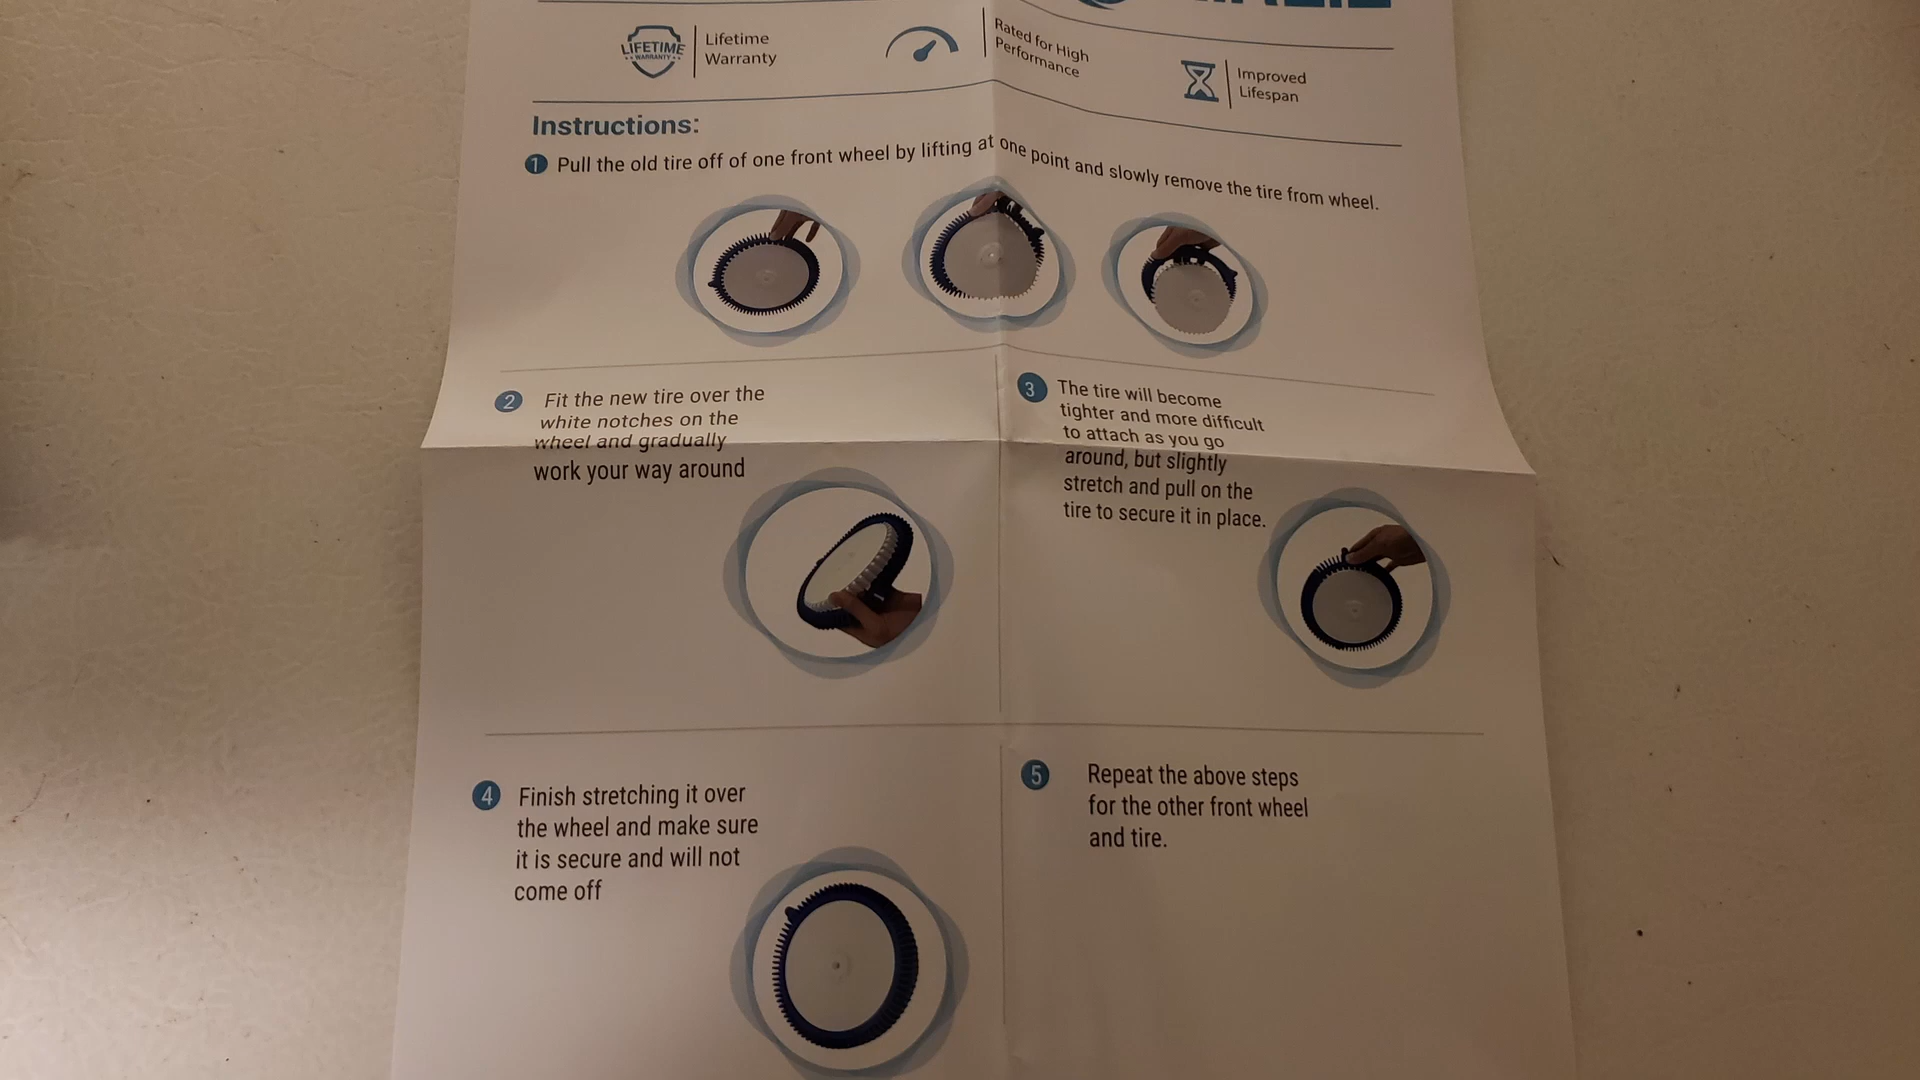 LIFETIME
WARRANTY
Lifetime
Warranty
Rated for High
Performance
Improved
Lifespan
Instructions:
1 Pull the old tire off of one front wheel by lifting at one point and slowly remove the tire from wheel.
2 Fit the new tire over the
white notches on the
wheel and gradually
work your way around
3 The tire will become
tighter and more difficult
to attach as you go
around, but slightly
stretch and pull on the
tire to secure it in place.
4 Finish stretching it over
the wheel and make sure
it is secure and will not
come off
5 Repeat the above steps
for the other front wheel
and tire.